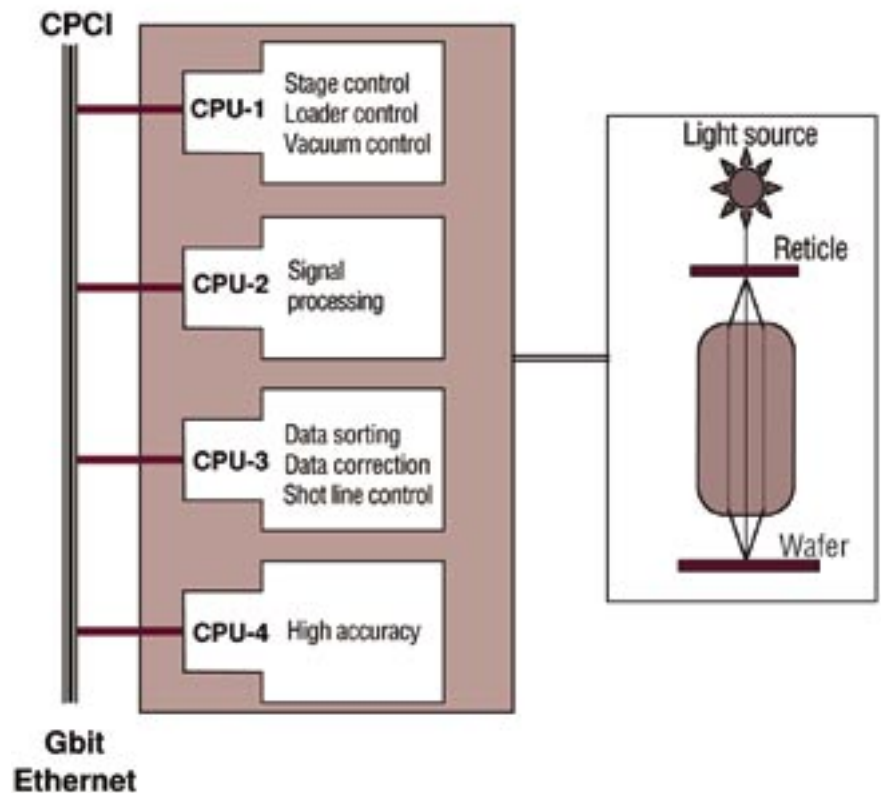 CPCI
CPU-1
Stage control
Loader control
Vacuum control
CPU-2
Signal
processing
CPU-3
Data sorting
Data correction
Shot line control
CPU-4
High accuracy
Gbit
Ethernet
Light source
Reticle
Wafer